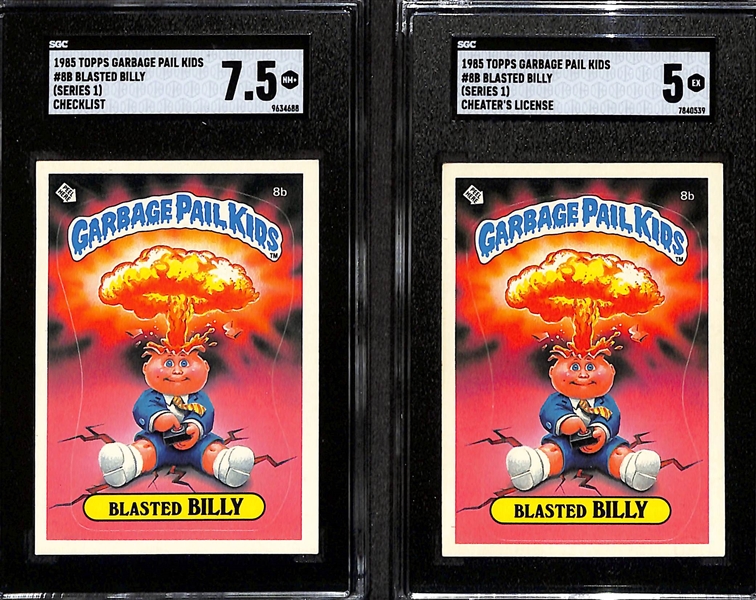 SGC
1985 TOPPS GARBAGE PAIL KIDS
#8B BLASTED BILLY
(SERIES 1)
CHECKLIST
7.5
NM+
9634688
8b
GARBAGE PAIL KIDS
TM
BLASTED BILLY
SGC
1985 TOPPS GARBAGE PAIL KIDS
#8B BLASTED BILLY
(SERIES 1)
CHEATER'S LICENSE
5
EX
7840539
8b
GARBAGE PAIL KIDS
TM
BLASTED BILLY